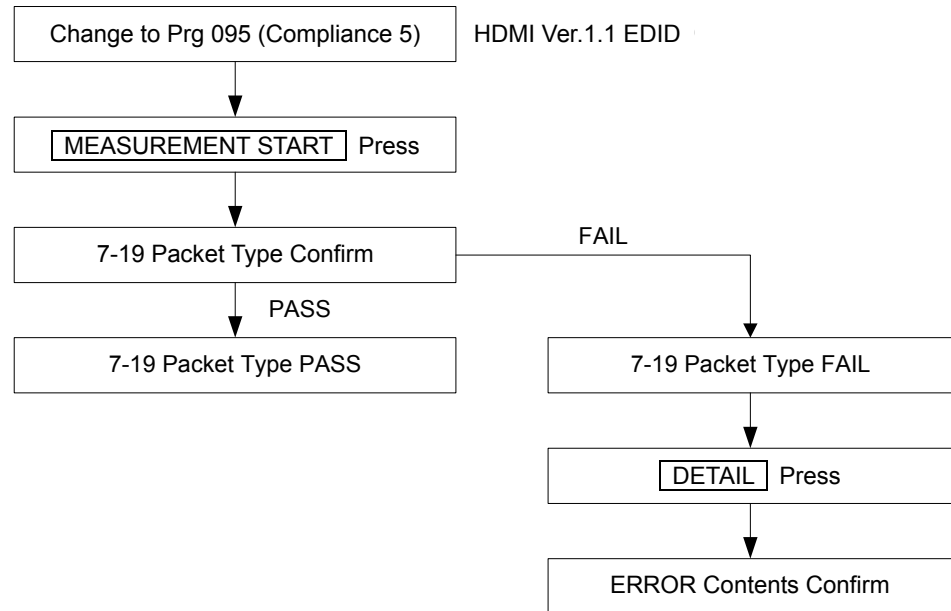 Change to Prg 095 (Compliance 5)
HDMI Ver.1.1 EDID
MEASUREMENT START Press
7-19 Packet Type Confirm
FAIL
PASS
7-19 Packet Type PASS
7-19 Packet Type FAIL
DETAIL Press
ERROR Contents Confirm